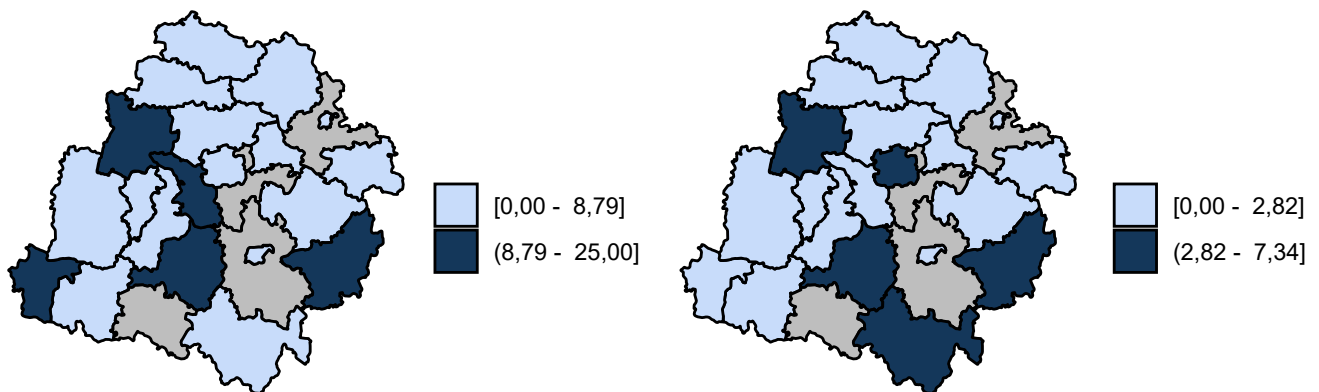 [0,00 - 8,79]
(8,79 - 25,00]
[0,00 - 2,82]
(2,82 - 7,34]